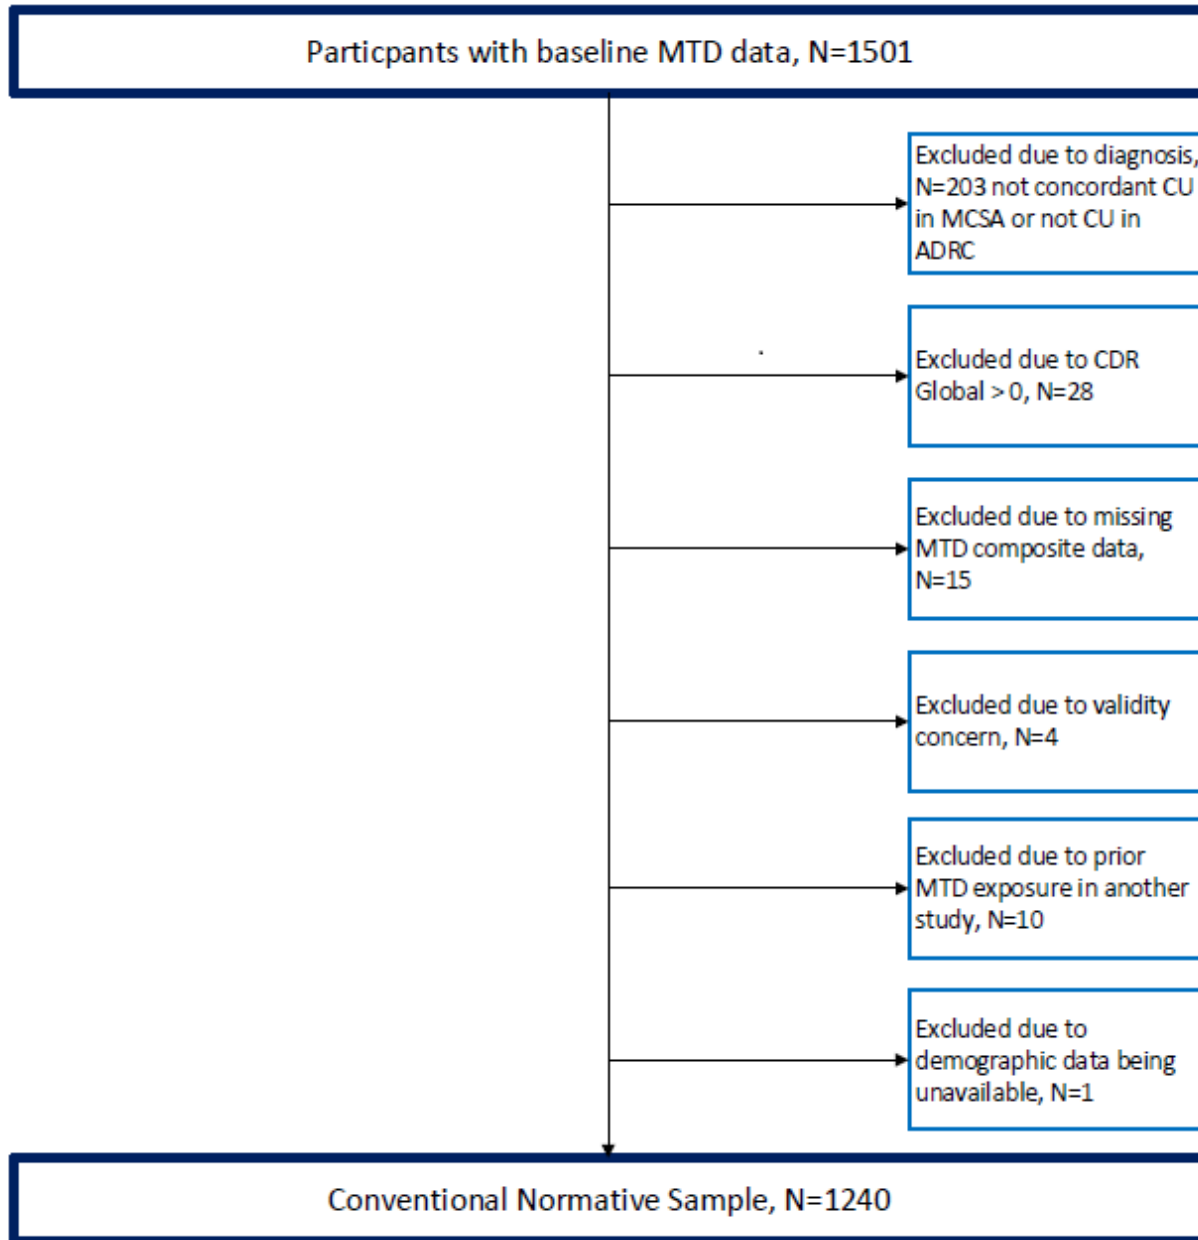 Particpants with baseline MTD data, N=1501
Excluded due to diagnosis,
N=203 not concordant CU
in MCSA or not CU in
ADRC
Excluded due to CDR
Global > 0, N=28
Excluded due to missing
MTD composite data,
N=15
Excluded due to validity
concern, N=4
Excluded due to prior
MTD exposure in another
study, N=10
Excluded due to
demographic data being
unavailable, N=1
Conventional Normative Sample, N=1240